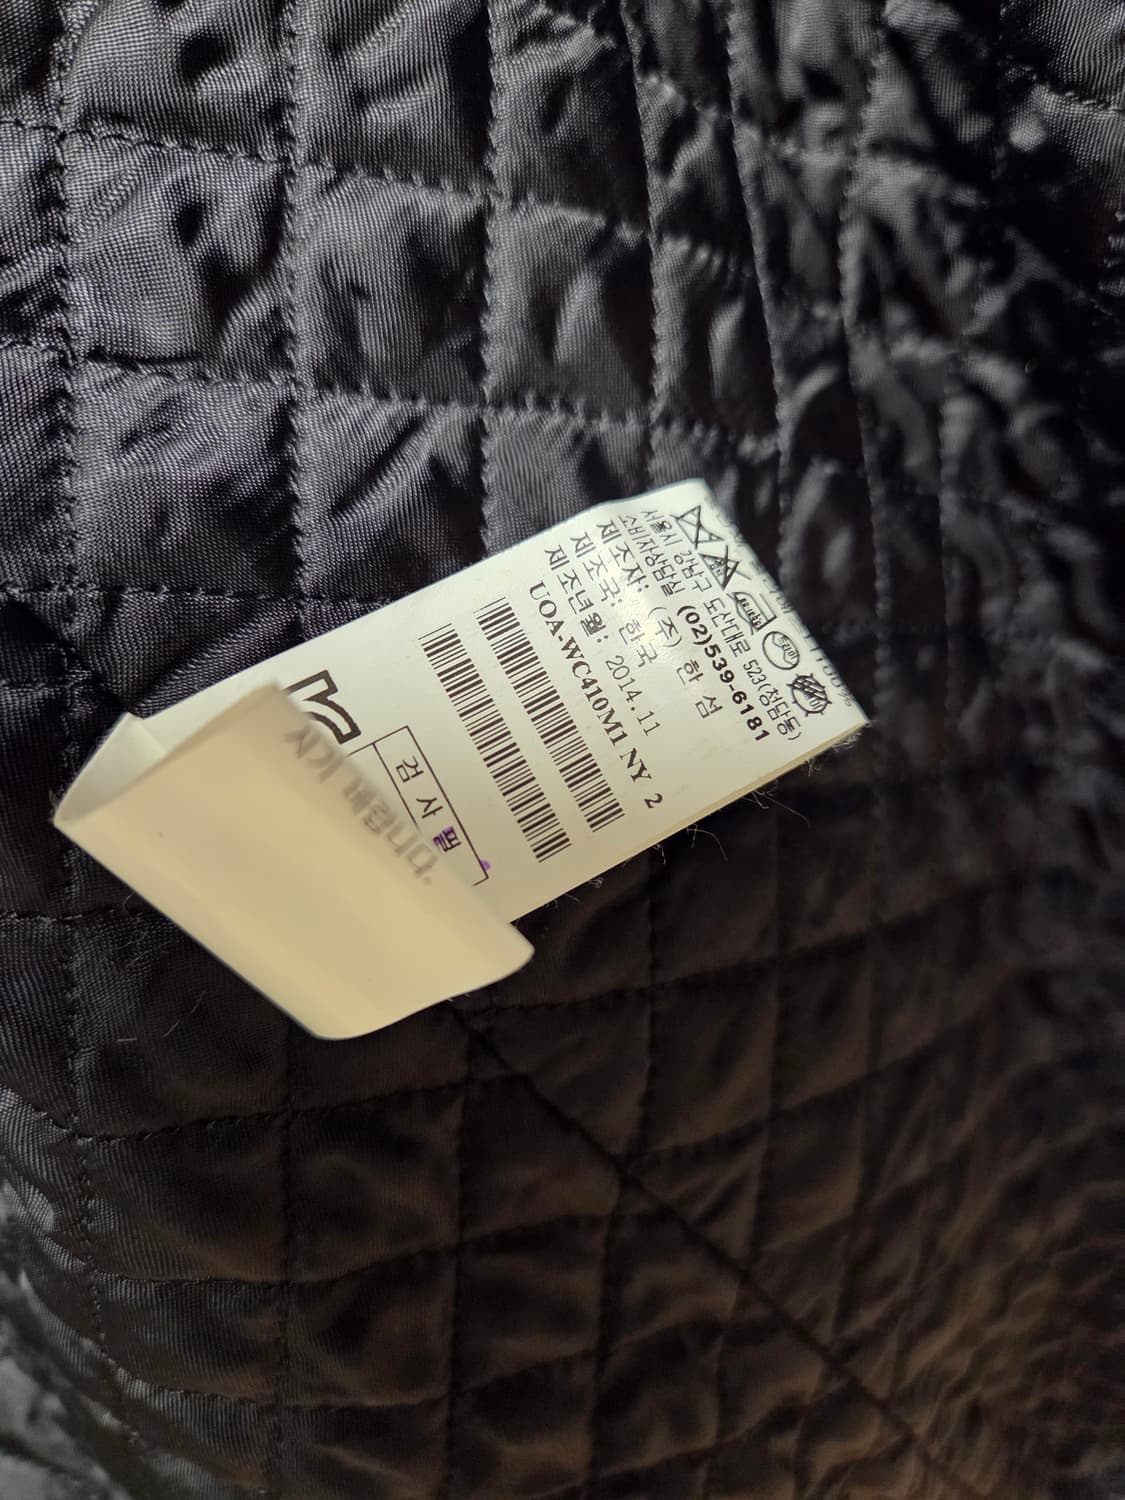 서울시 강남구 도산대로 523(청담동)
소비자상담실 (02)539-6181
제조자: (주) 한 섬
제조국: 한국
제조년월: 2014.11
UOA.WC410M1 NY 2
검사필